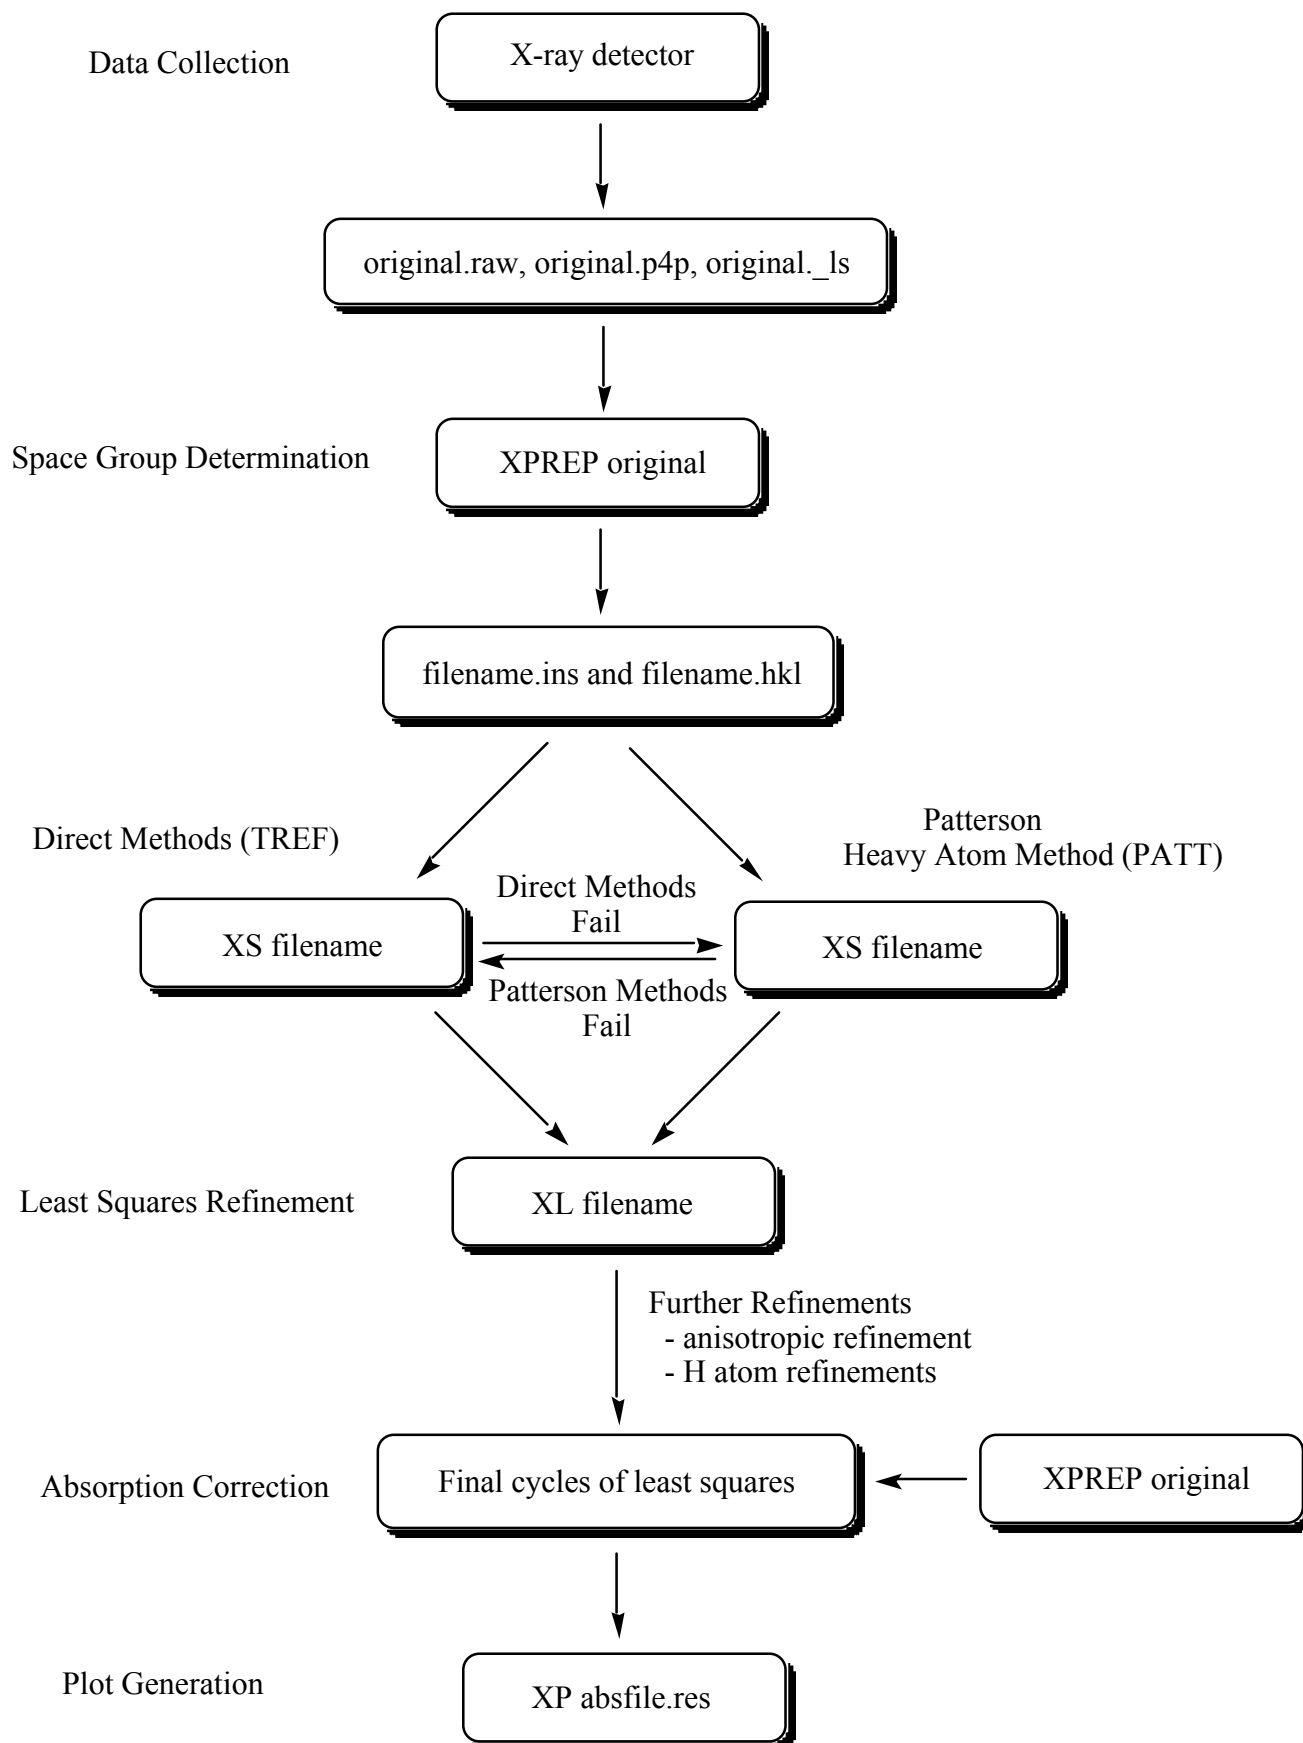 Data Collection
X-ray detector
original.raw, original.p4p, original._ls
Space Group Determination
XPREP original
filename.ins and filename.hkl
Direct Methods (TREF)
Patterson
Heavy Atom Method (PATT)
XS filename
Direct Methods
Fail
Patterson Methods
Fail
XS filename
Least Squares Refinement
XL filename
Further Refinements
- anisotropic refinement
- H atom refinements
Absorption Correction
Final cycles of least squares
XPREP original
Plot Generation
XP absfile.res